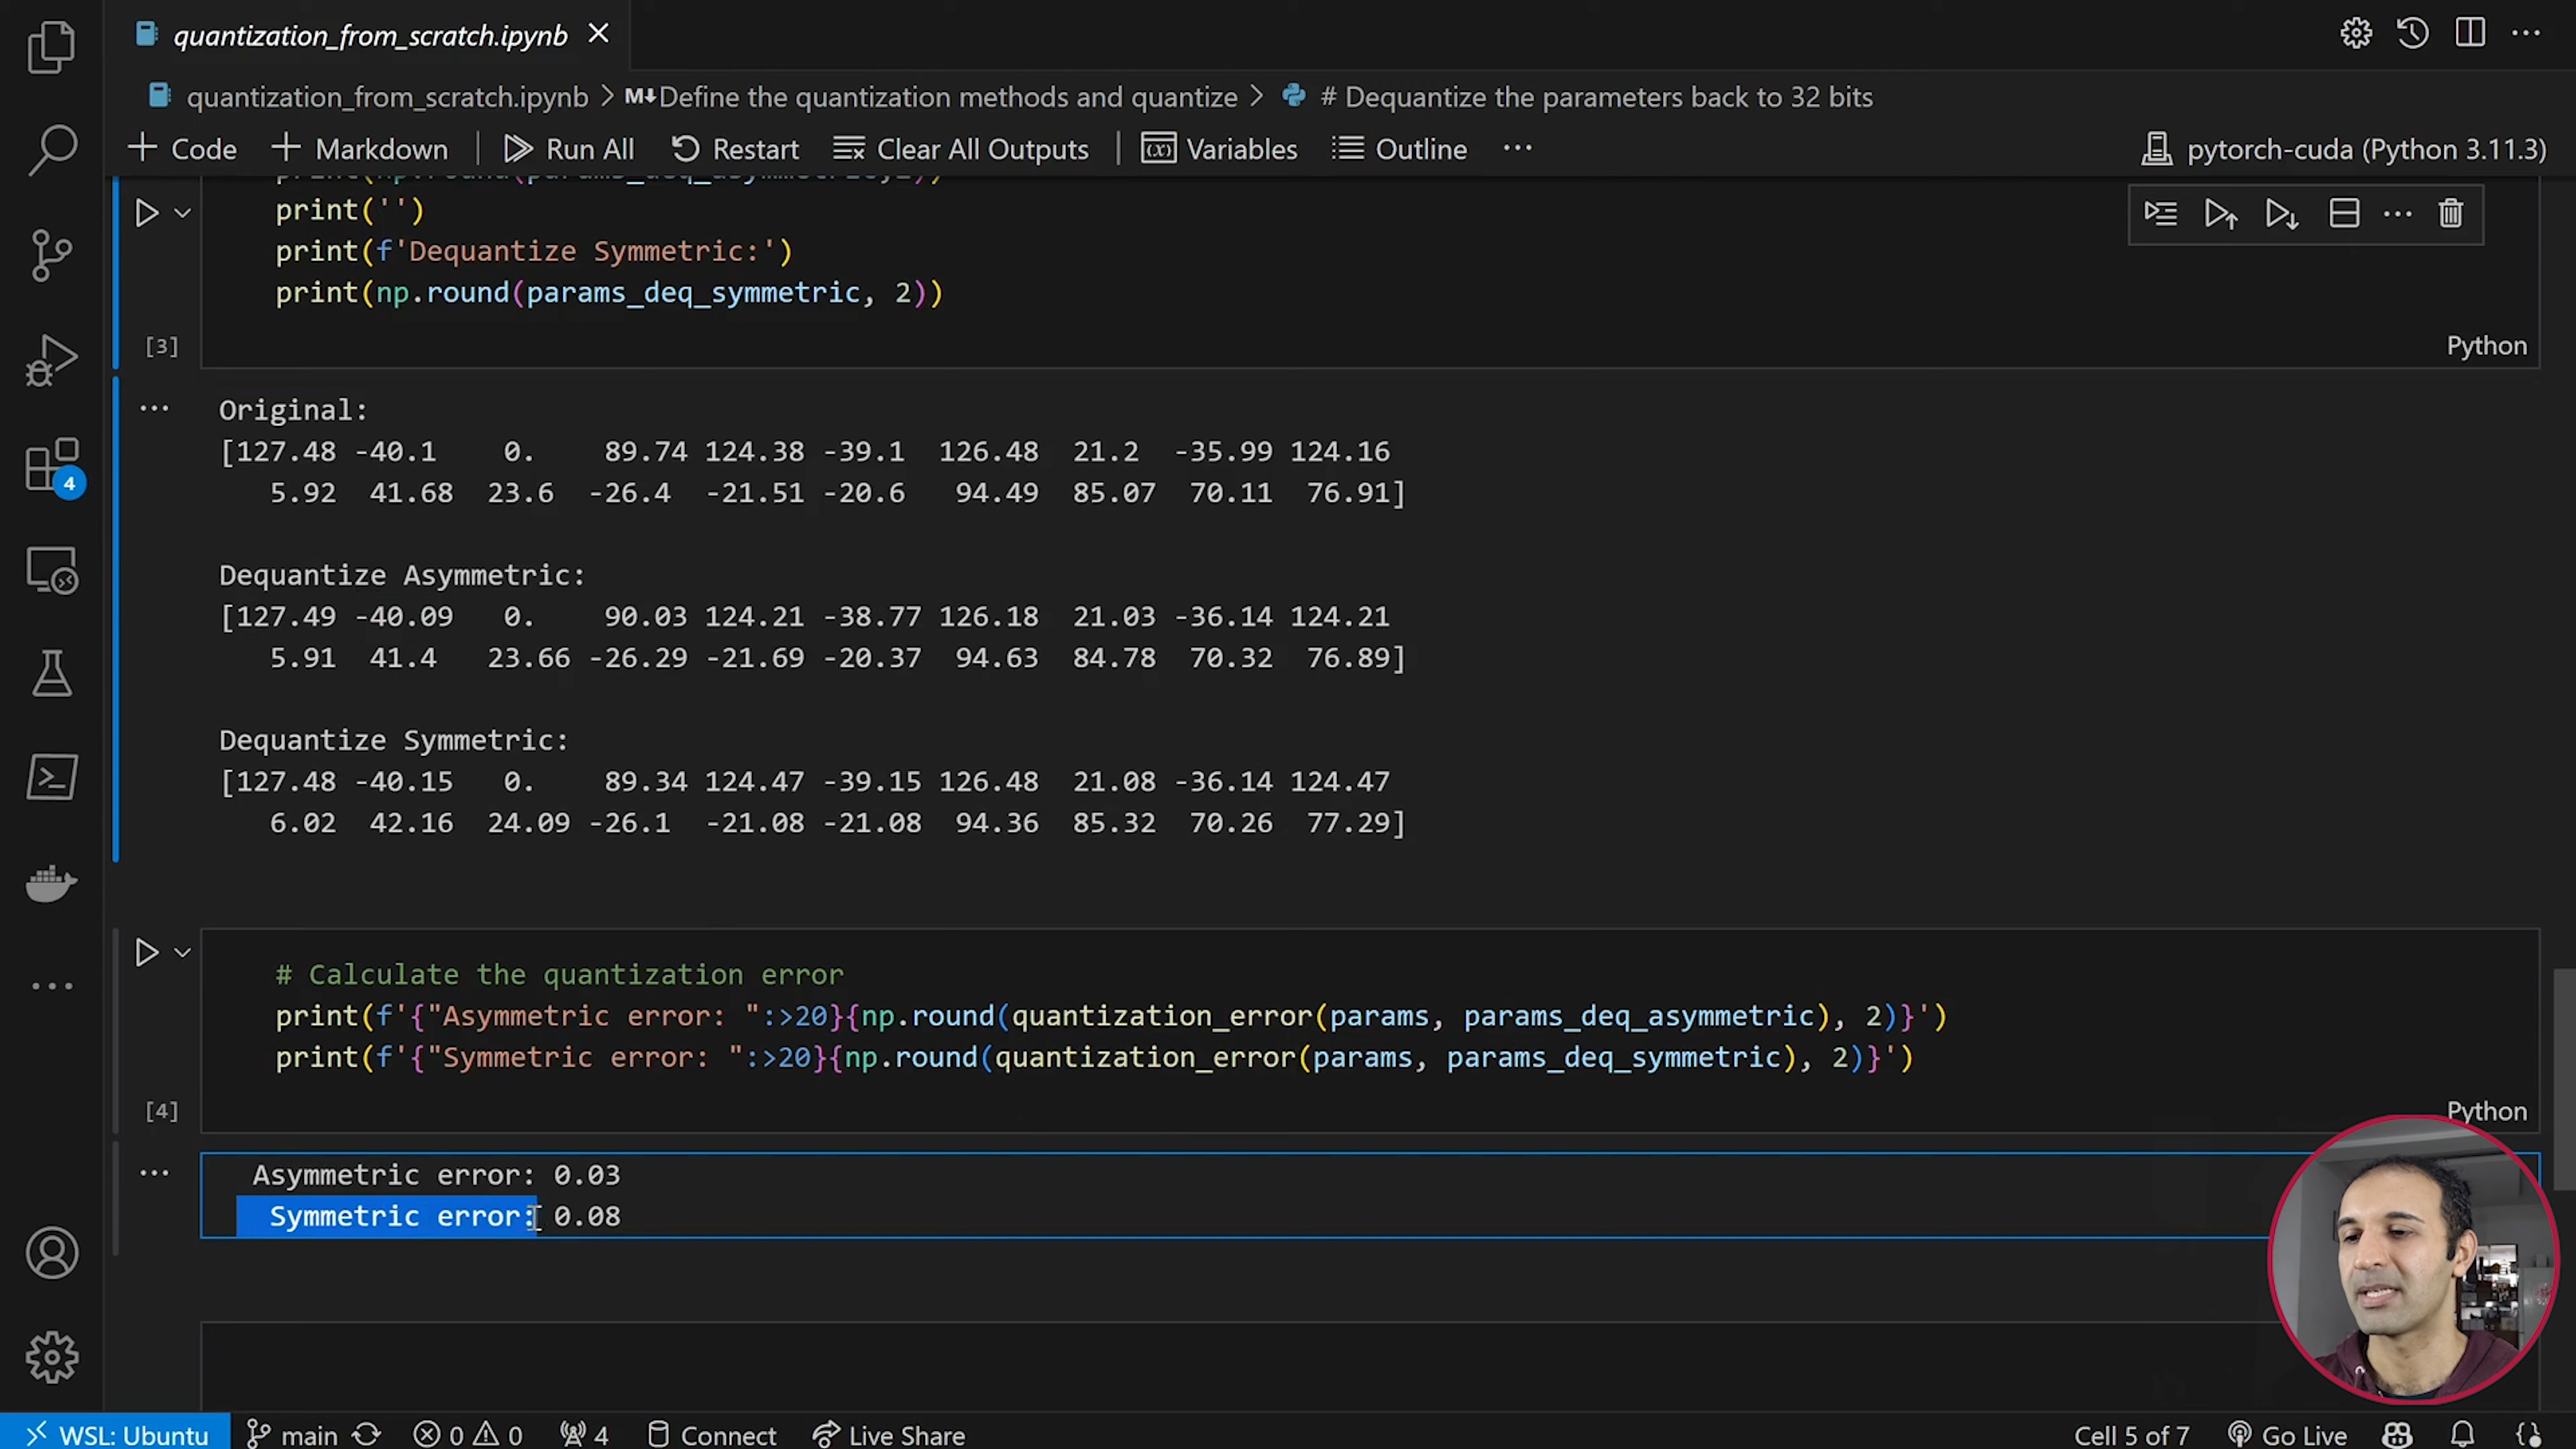 quantization_from_scratch.ipynb
quantization_from_scratch.ipynb > M↓Define the quantization methods and quantize > # Dequantize the parameters back to 32 bits
+ Code + Markdown | Run All Restart Clear All Outputs | (x) Variables Outline ... pytorch-cuda (Python 3.11.3)
print('')
print(f'Dequantize Symmetric:')
print(np.round(params_deq_symmetric, 2))
[3] Python
Original:
[127.48 -40.1 0. 89.74 124.38 -39.1 126.48 21.2 -35.99 124.16
5.92 41.68 23.6 -26.4 -21.51 -20.6 94.49 85.07 70.11 76.91]
Dequantize Asymmetric:
[127.49 -40.09 0. 90.03 124.21 -38.77 126.18 21.03 -36.14 124.21
5.91 41.4 23.66 -26.29 -21.69 -20.37 94.63 84.78 70.32 76.89]
Dequantize Symmetric:
[127.48 -40.15 0. 89.34 124.47 -39.15 126.48 21.08 -36.14 124.47
6.02 42.16 24.09 -26.1 -21.08 -21.08 94.36 85.32 70.26 77.29]
4
# Calculate the quantization error
print(f'{"Asymmetric error: ":>20}{np.round(quantization_error(params, params_deq_asymmetric), 2)}')
print(f'{"Symmetric error: ":>20}{np.round(quantization_error(params, params_deq_symmetric), 2)}')
[4] Python
Asymmetric error: 0.03
Symmetric error: 0.08
WSL: Ubuntu main 0 0 4 Connect Live Share Cell 5 of 7 Go Live